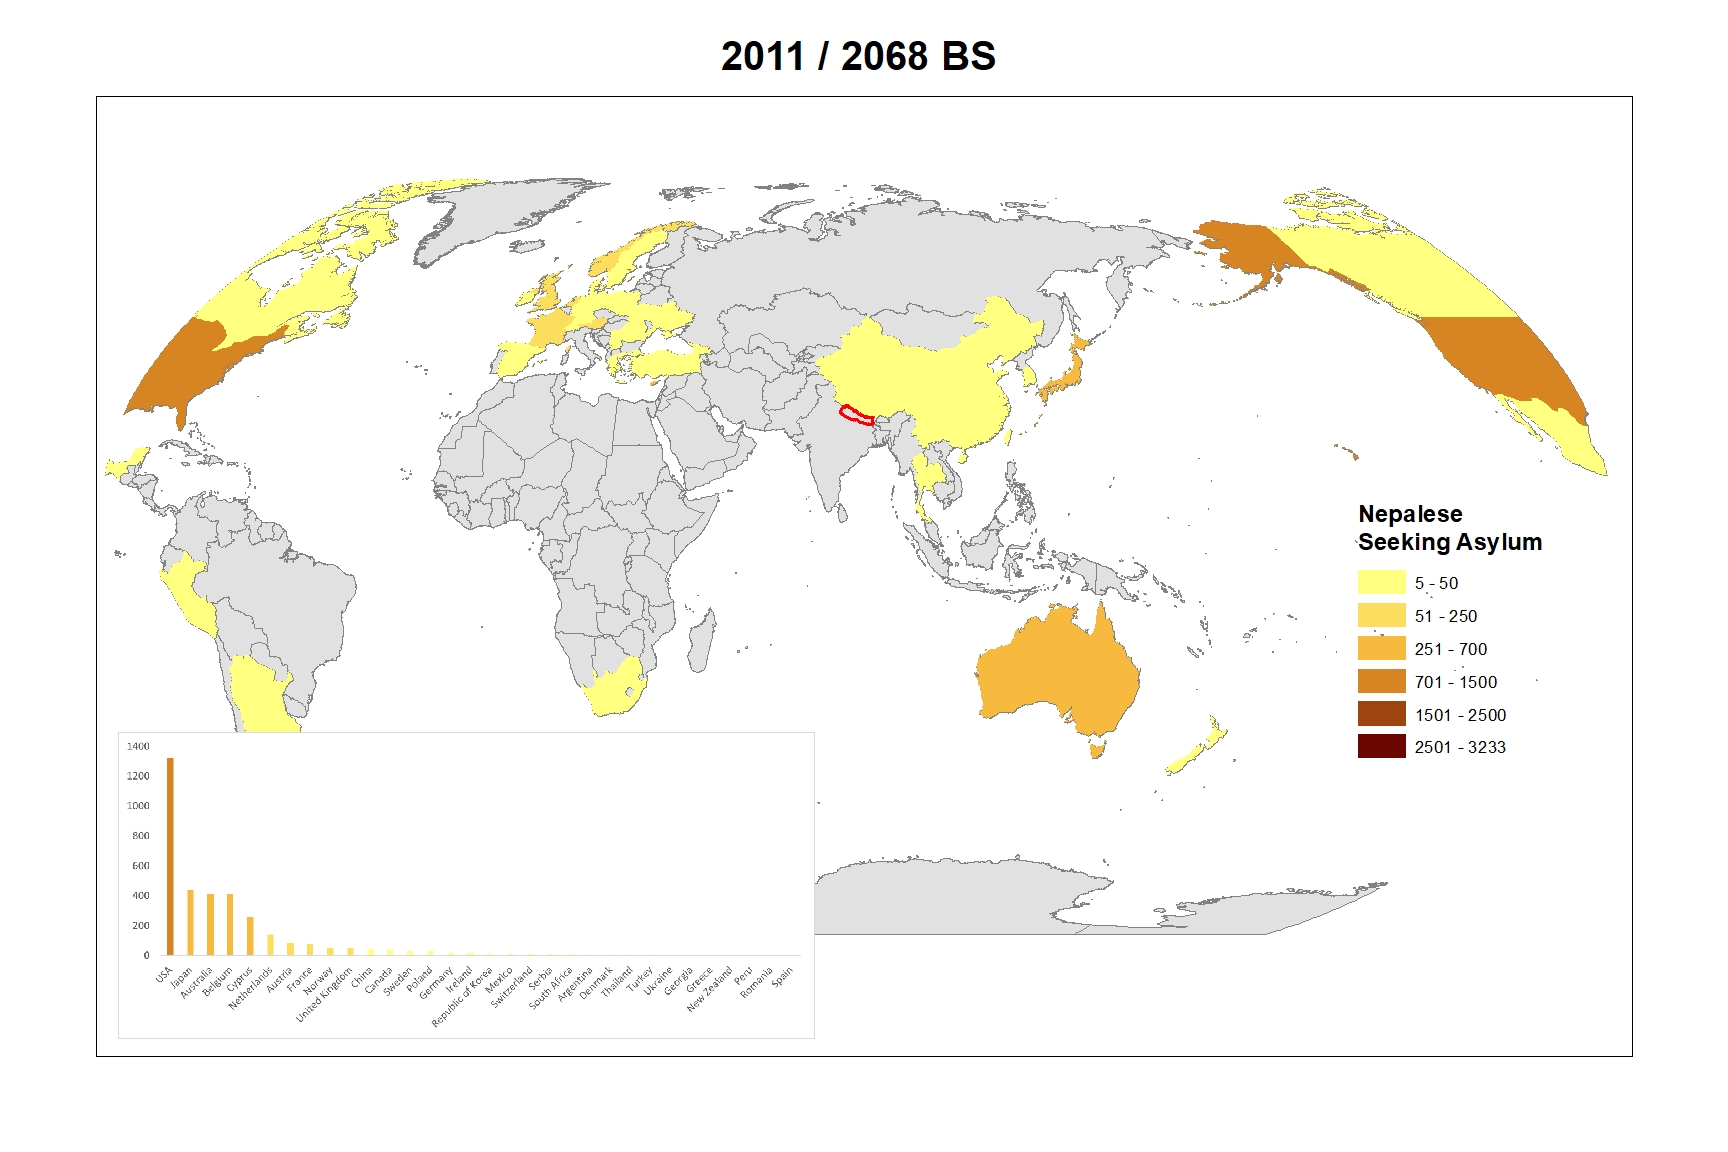 2011 / 2068 BS
Nepalese
Seeking Asylum
5 - 50
51 - 250
251 - 700
701 - 1500
1501 - 2500
2501 - 3233
1400
1200
1000
800
600
400
200
0
USA
Japan
Australia
Belgium
Cyprus
Netherlands
Austria
France
Norway
United Kingdom
China
Canada
Sweden
Poland
Germany
Ireland
Republic of Korea
Mexico
Switzerland
Serbia
South Africa
Argentina
Denmark
Thailand
Turkey
Ukraine
Georgia
Greece
New Zealand
Peru
Romania
Spain